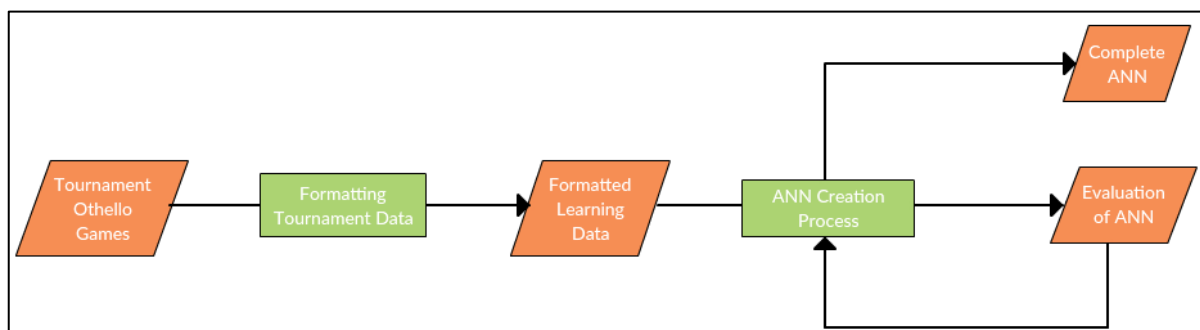 Tournament
Othello
Games
Formatting
Tournament Data
Formatted
Learning
Data
ANN Creation
Process
Complete
ANN
Evaluation
of ANN